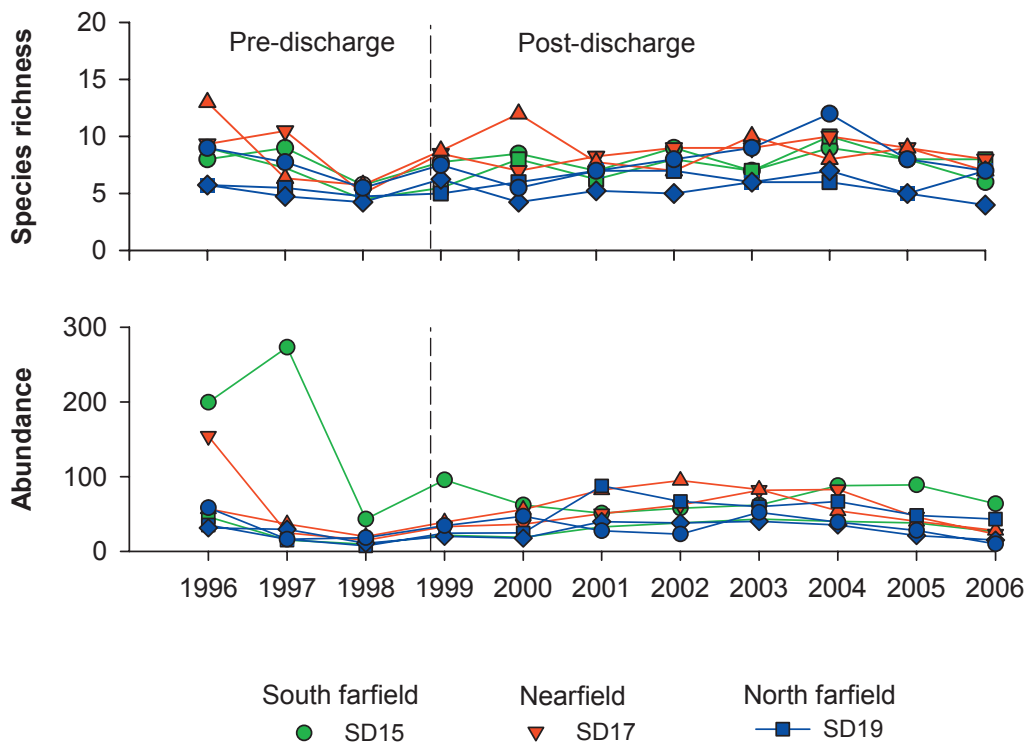 Species richness
20
15
10
5
0
Pre-discharge
Post-discharge
Abundance
300
200
100
0
1996 1997 1998 1999 2000 2001 2002 2003 2004 2005 2006
South farfield Nearfield North farfield
SD15 SD17 SD19